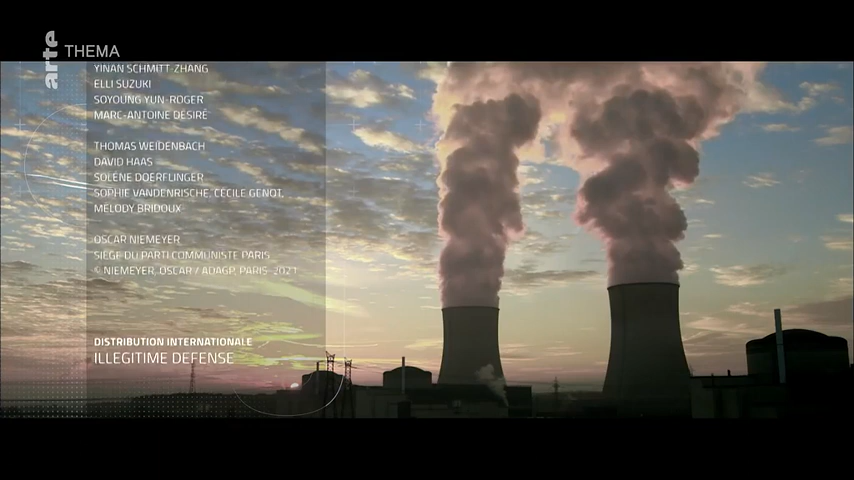 arte THEMA
YINAN SCHMITT-ZHANG
ELLI SUZUKI
SOYOUNG YUN-ROGER
MARC-ANTOINE DÉSIRÉ
THOMAS WEIDENBACH
DAVID HAAS
SOLÈNE DOERFLINGER
SOPHIE VANDENRISCHE, CÉCILE GENOT,
MÉLODY BRIDOUX
OSCAR NIEMEYER
SIÈGE DU PARTI COMMUNISTE PARIS
© NIEMEYER, OSCAR / ADAGP, PARIS, 2021
DISTRIBUTION INTERNATIONALE
ILLEGITIME DEFENSE